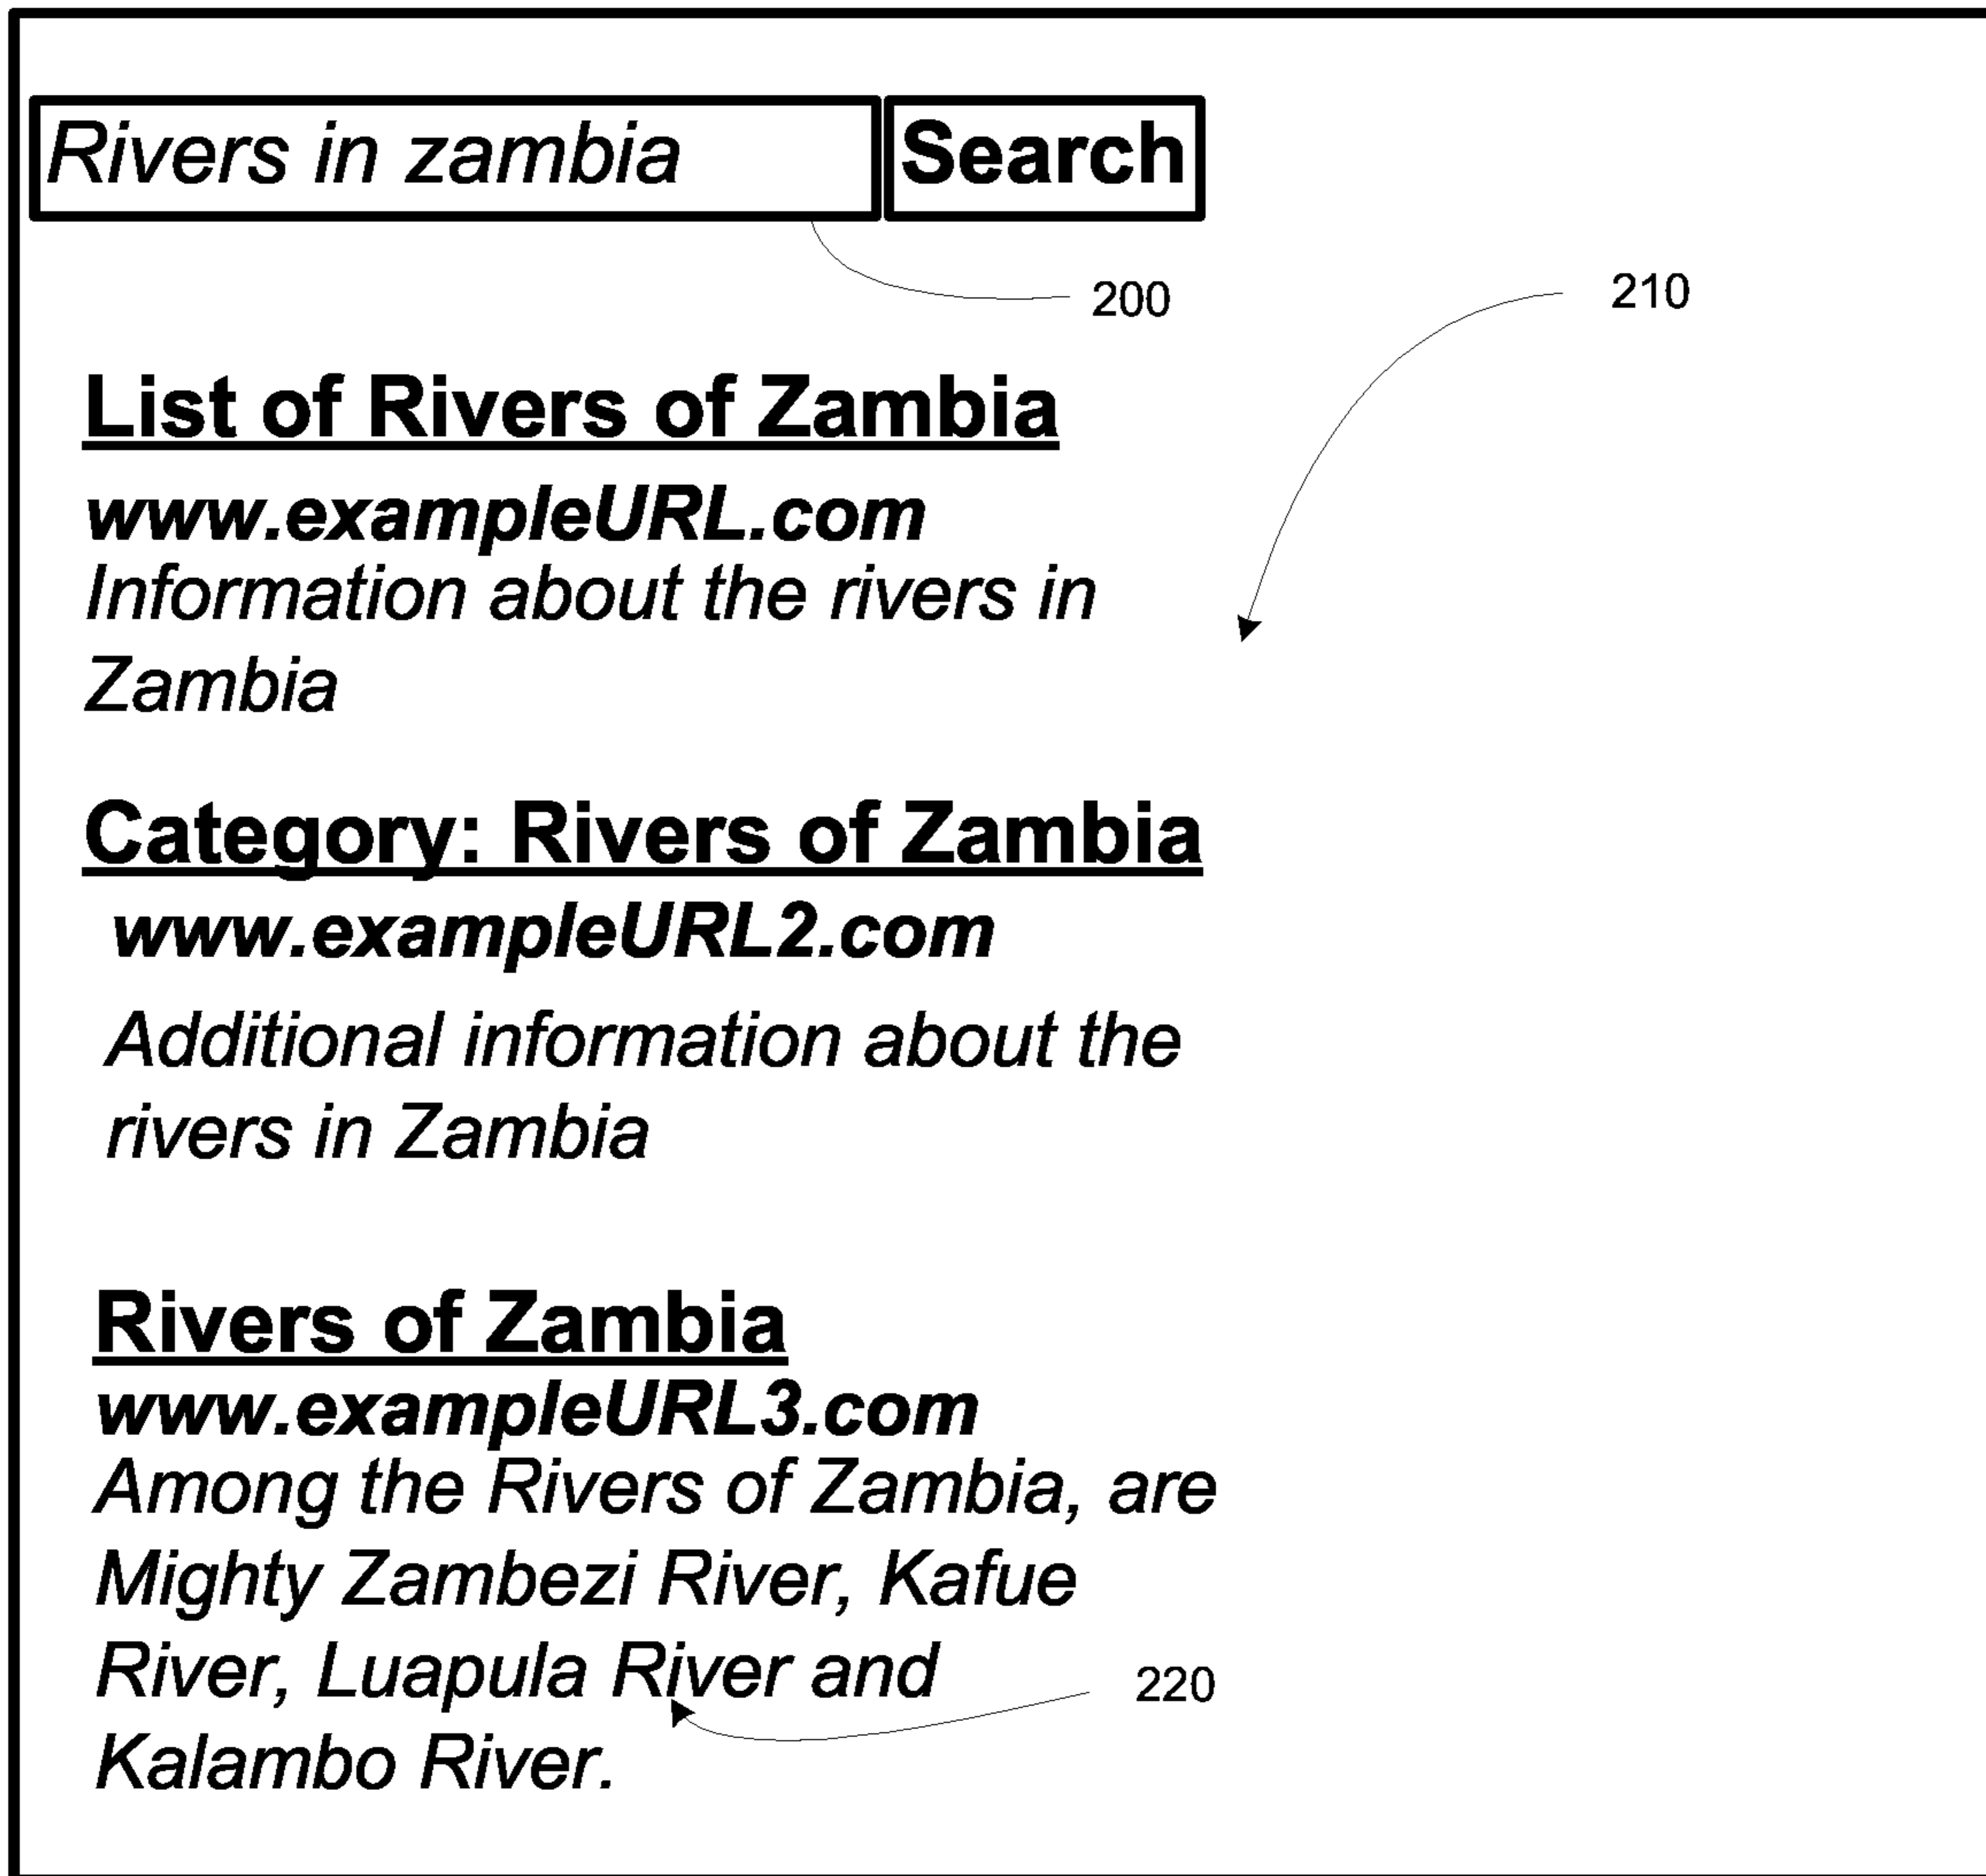 Rivers in zambia Search
200
210
List of Rivers of Zambia
www.exampleURL.com
Information about the rivers in
Zambia
Category: Rivers of Zambia
www.exampleURL2.com
Additional information about the
rivers in Zambia
Rivers of Zambia
www.exampleURL3.com
Among the Rivers of Zambia, are
Mighty Zambezi River, Kafue
River, Luapula River and
220
Kalambo River.